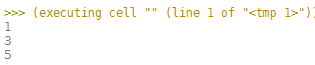 >>> (executing cell "" (line 1 of "<tmp 1>"))
1
3
5